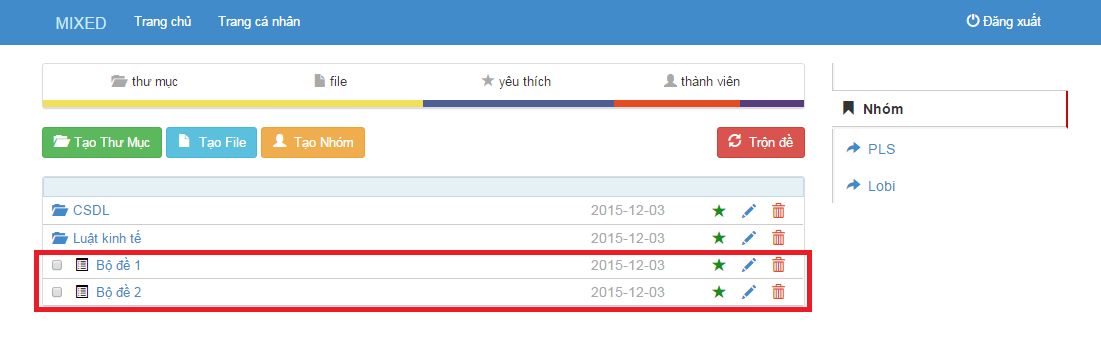 MIXED Trang chủ Trang cá nhân Đăng xuất
thư mục file yêu thích thành viên
Nhóm
Tạo Thư Mục Tạo File Tạo Nhóm Trộn đề
PLS
Lobi
CSDL 2015-12-03
Luật kinh tế 2015-12-03
Bộ đề 1 2015-12-03
Bộ đề 2 2015-12-03